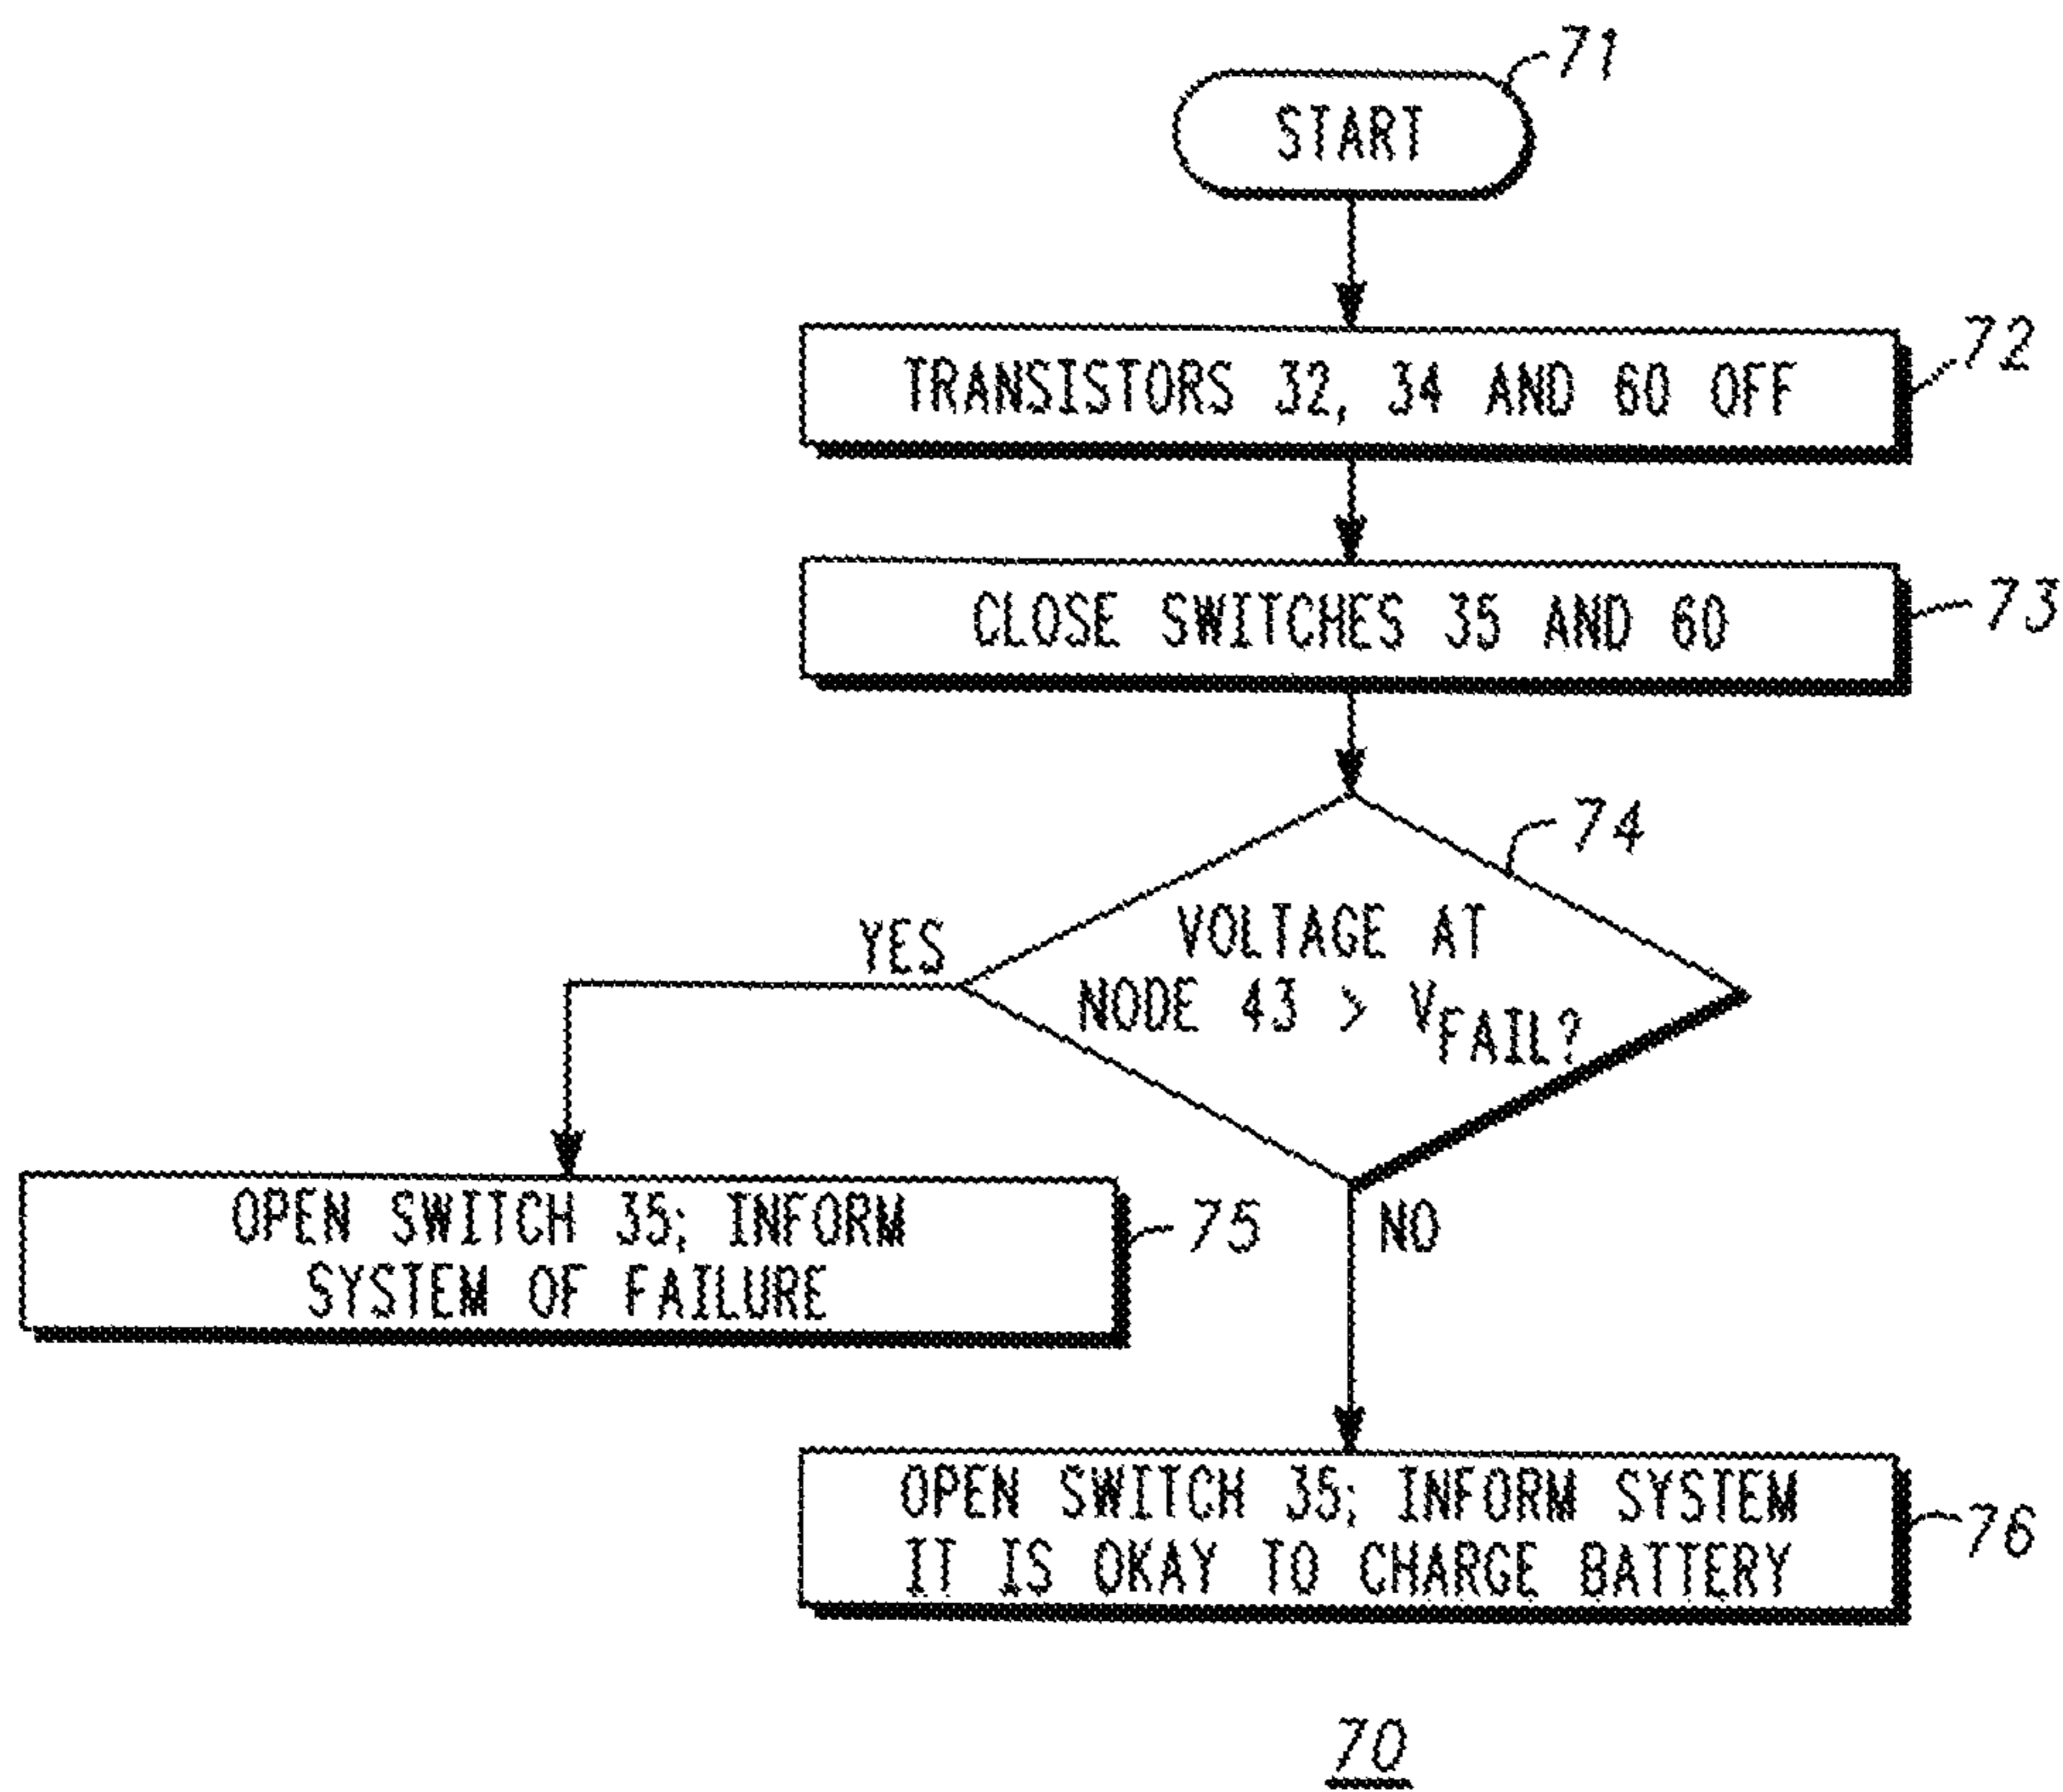 71
START
72
TRANSISTORS 32, 34 AND 60 OFF
73
CLOSE SWITCHES 35 AND 60
74
VOLTAGE AT
NODE 43 > VFAIL?
YES
NO
OPEN SWITCH 35; INFORM
SYSTEM OF FAILURE
75
OPEN SWITCH 35; INFORM SYSTEM
IT IS OKAY TO CHARGE BATTERY
76
70